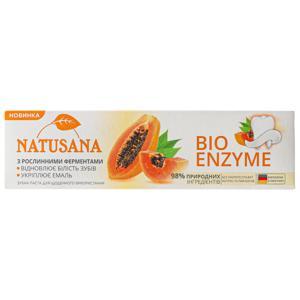 НОВИНКА
NATUSANA
З РОСЛИННИМИ ФЕРМЕНТАМИ
• ВІДНОВЛЮЄ БІЛІСТЬ ЗУБІВ
• УКРІПЛЮЄ ЕМАЛЬ
ЗУБНА ПАСТА ДЛЯ ЩОДЕННОГО ВИКОРИСТАННЯ
BIO
ENZYME
98% ПРИРОДНИХ
ІНГРЕДІЄНТІВ